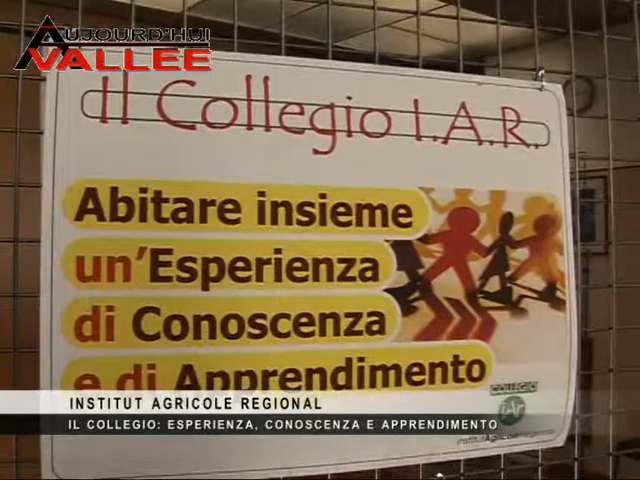 AUJOURD'HUI
VALLEE
Il Collegio I.A.R.
Abitare insieme
un'Esperienza
di Conoscenza
e di Apprendimento
COLLEGIO
IAR
INSTITUT AGRICOLE REGIONAL
IL COLLEGIO: ESPERIENZA, CONOSCENZA E APPRENDIMENTO